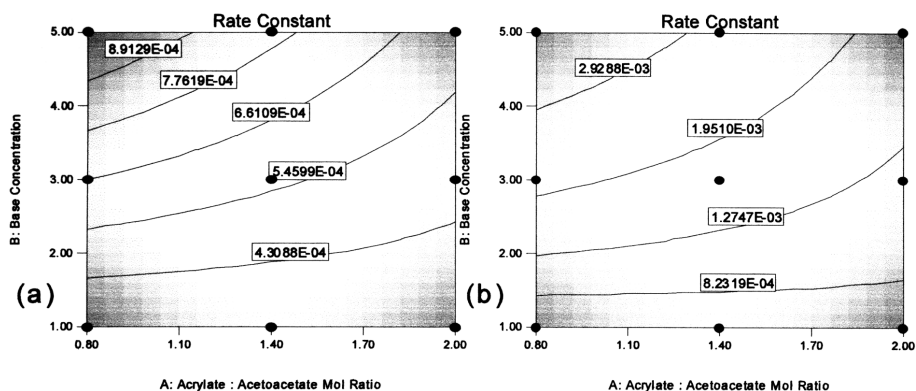 Rate Constant
5.00
4.00
3.00
2.00
1.00
B: Base Concentration
8.9129E-04
7.7619E-04
6.6109E-04
5.4599E-04
4.3088E-04
(a)
0.80 1.10 1.40 1.70 2.00
A: Acrylate : Acetoacetate Mol Ratio
Rate Constant
5.00
4.00
3.00
2.00
1.00
B: Base Concentration
2.9288E-03
1.9510E-03
1.2747E-03
8.2319E-04
(b)
0.80 1.10 1.40 1.70 2.00
A: Acrylate : Acetoacetate Mol Ratio